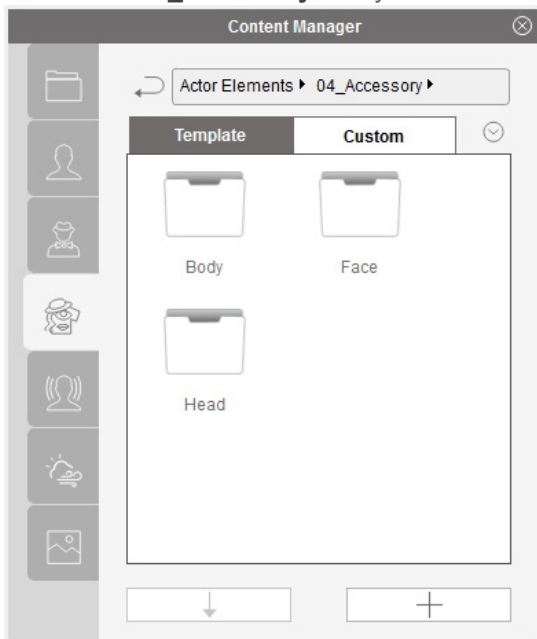 Content Manager
Actor Elements 04_Accessory
Template Custom
Body Face
Head